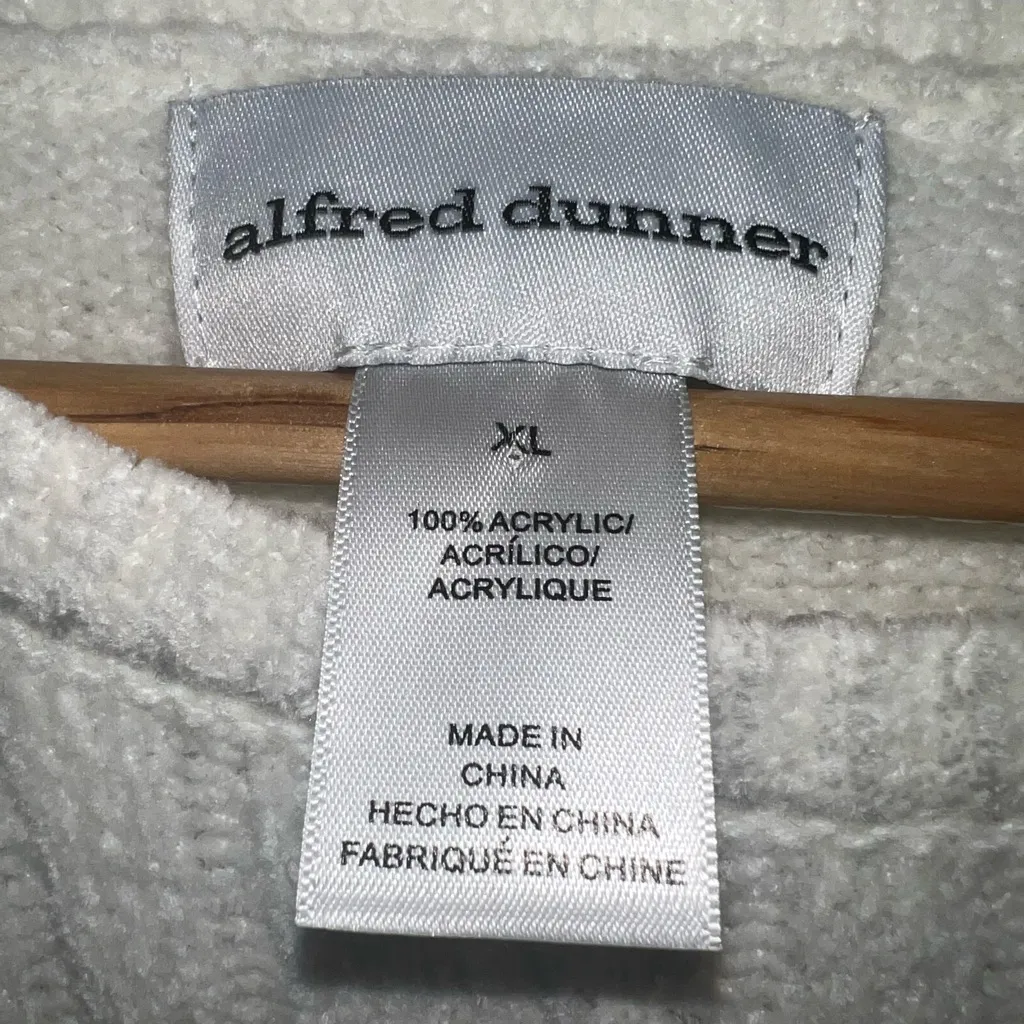 alfred dunner
XL
100% ACRYLIC/
ACRÍLICO/
ACRYLIQUE
MADE IN
CHINA
HECHO EN CHINA
FABRIQUÉ EN CHINE